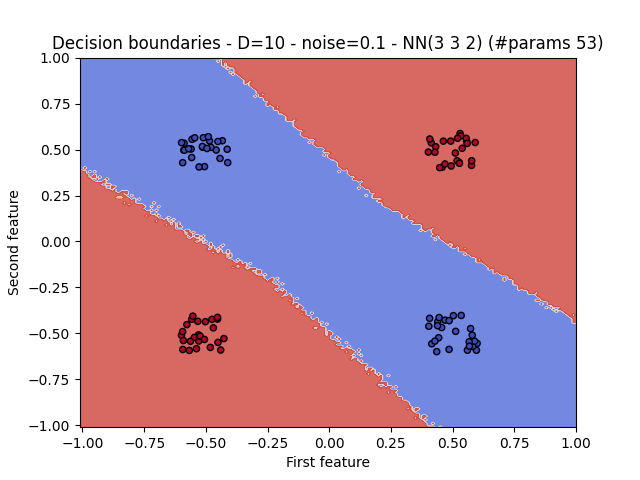 Decision boundaries - D=10 - noise=0.1 - NN(3 3 2) (#params 53)
1.00
0.75
0.50
0.25
0.00
−0.25
−0.50
−0.75
−1.00
Second feature
−1.00 −0.75 −0.50 −0.25 0.00 0.25 0.50 0.75 1.00
First feature